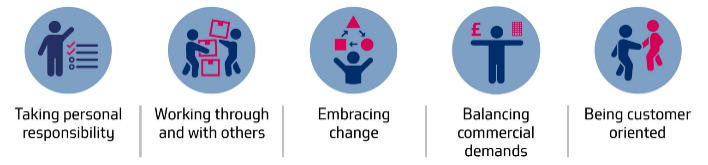 £
Taking personal
responsibility
Working through
and with others
Embracing
change
Balancing
commercial
demands
Being customer
oriented